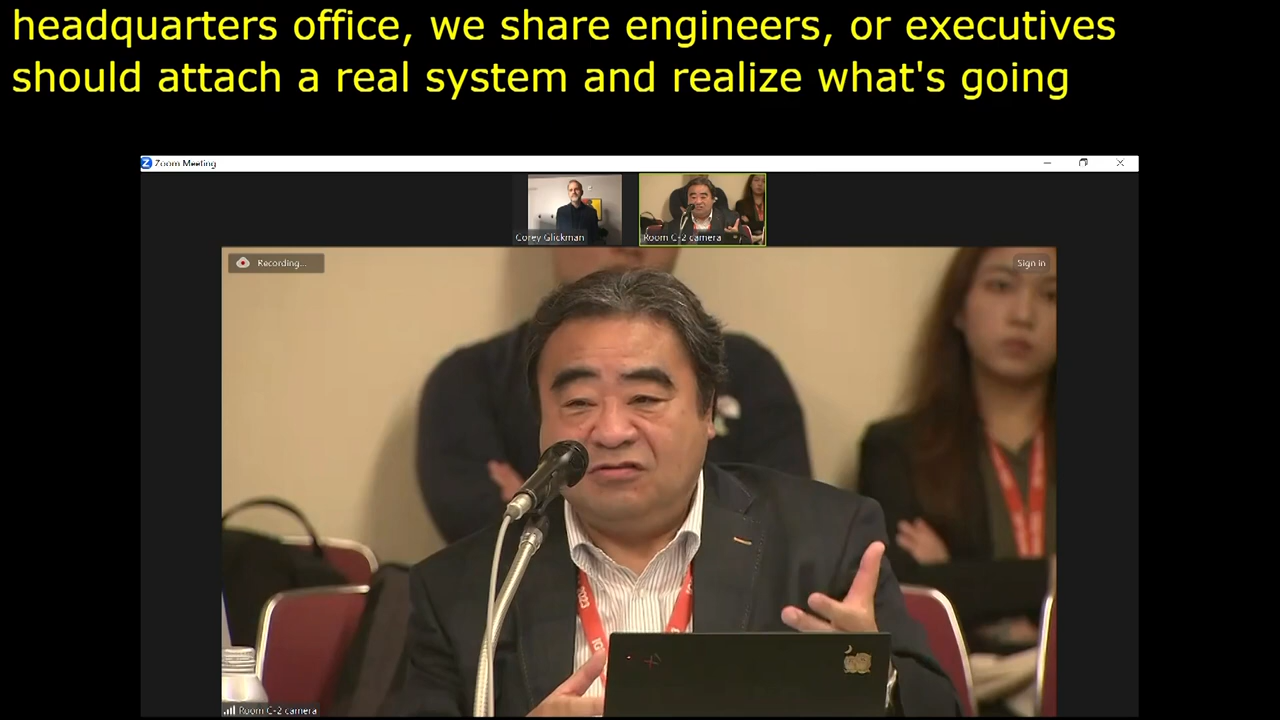 headquarters office, we share engineers, or executives
should attach a real system and realize what's going
Zoom Meeting
Corey Glickman
Room C-2 camera
Recording...
Sign in
2023
Room C-2 camera